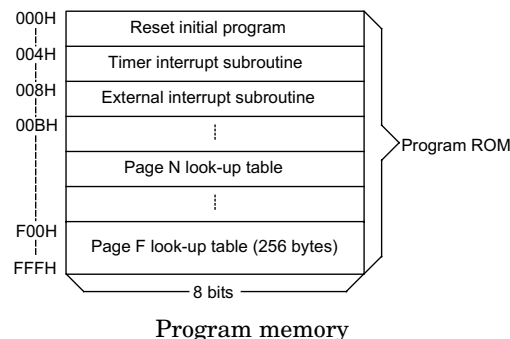 000H
Reset initial program
004H
Timer interrupt subroutine
008H
External interrupt subroutine
00BH
Page N look-up table
Program ROM
F00H
Page F look-up table (256 bytes)
FFFH
8 bits
Program memory